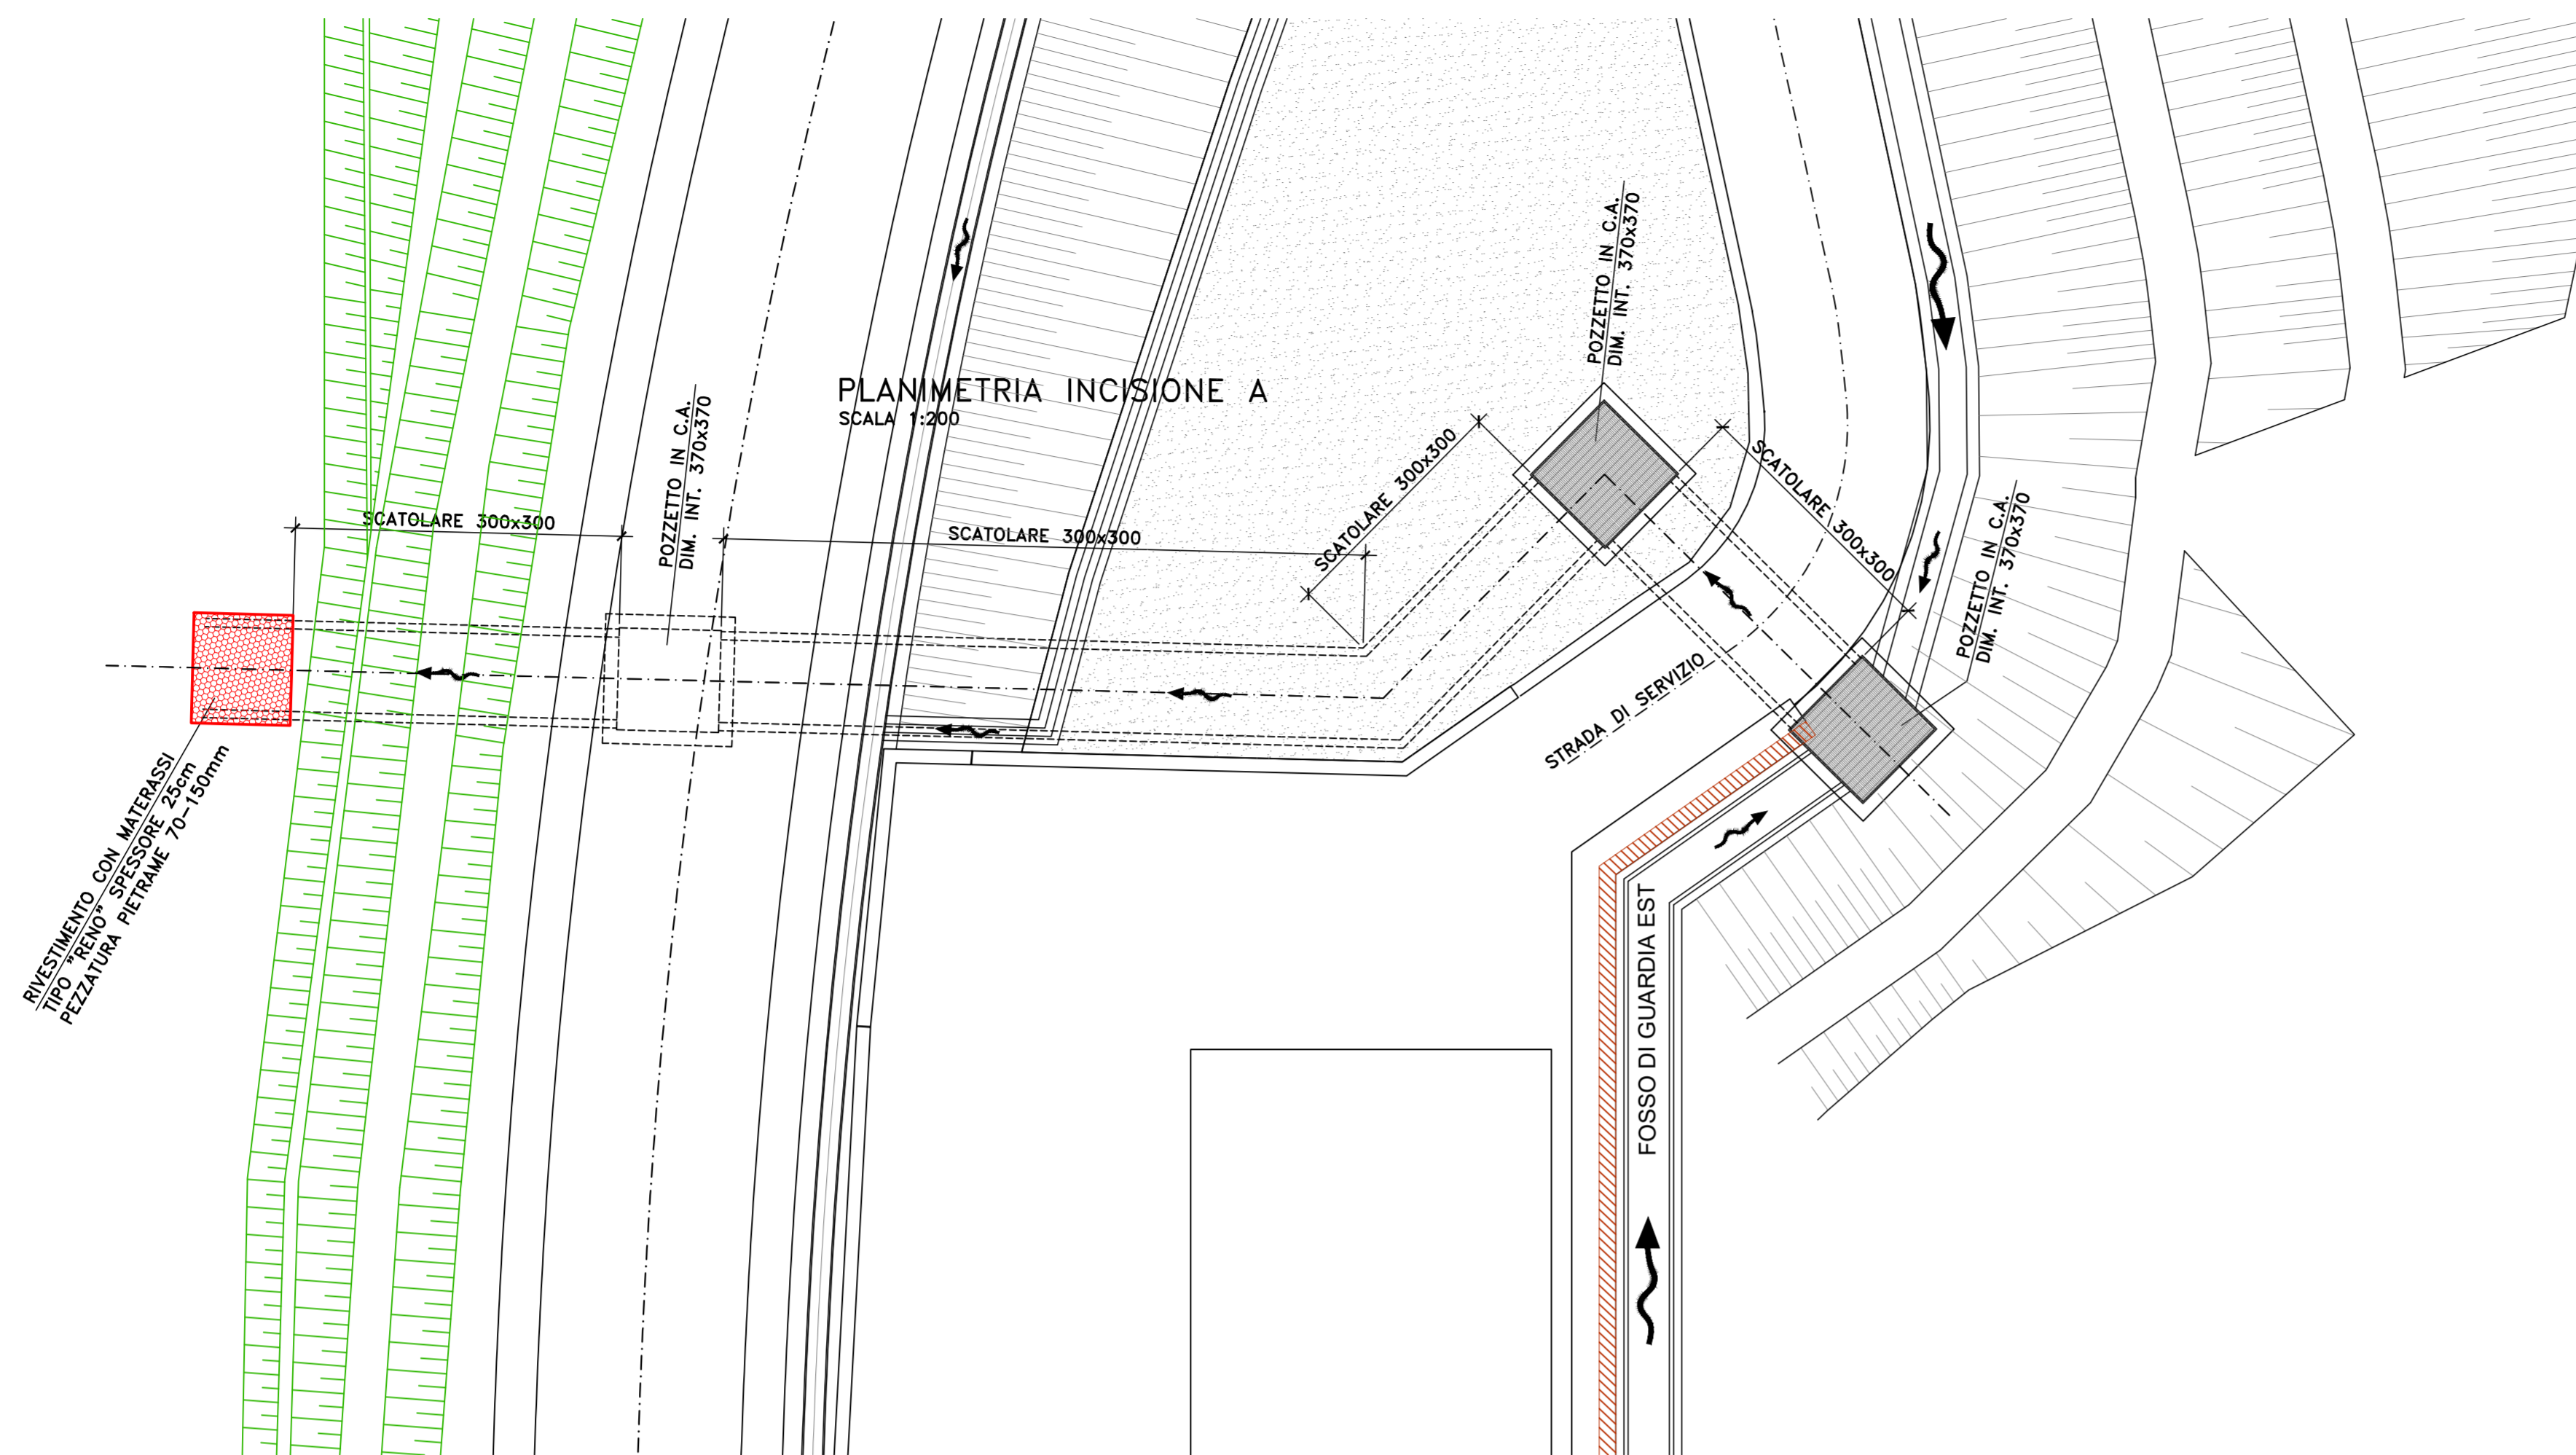 POZZETTO IN C.A.
DIM. INT. 370x370
PLANIMETRIA INCISIONE A
SCALA 1:200
POZZETTO IN C.A.
DIM. INT. 370x370
SCATOLARE 300x300
SCATOLARE 300x300
SCATOLARE 300x300
SCATOLARE 300x300
POZZETTO IN C.A.
DIM. INT. 370x370
STRADA DI SERVIZIO
RIVESTIMENTO CON MATERASSI
TIPO "RENO" SPESSORE 25cm
PEZZATURA PIETRAME 70-150mm
FOSSO DI GUARDIA EST